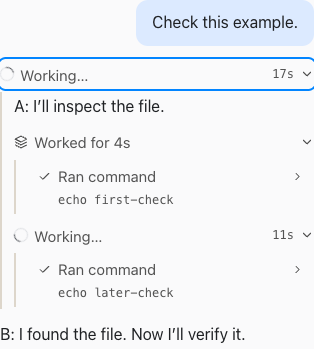 Check this example.
Working... 17s
A: I’ll inspect the file.
Worked for 4s
Ran command
echo first-check
Working... 11s
Ran command
echo later-check
B: I found the file. Now I’ll verify it.